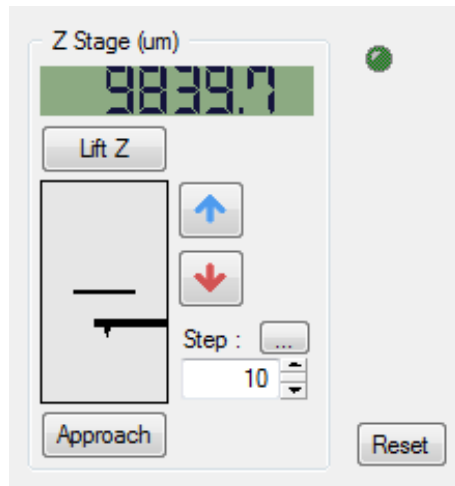 Z Stage (um)
9839.7
Lift Z
Step :
...
10
Approach
Reset